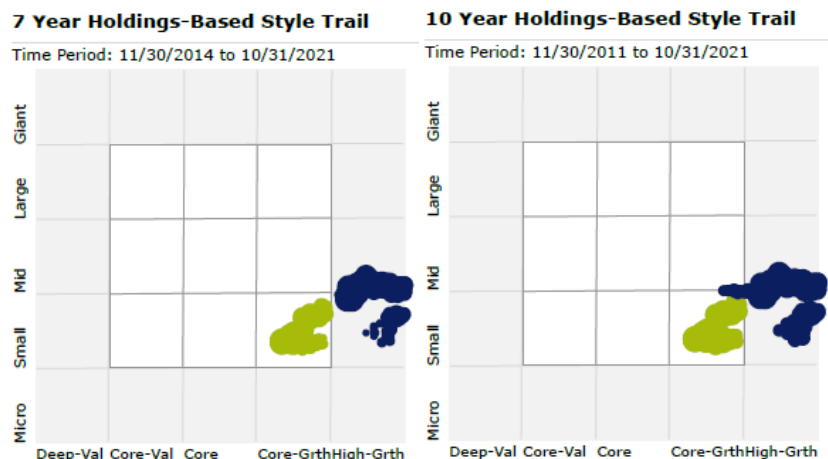 7 Year Holdings-Based Style Trail
Time Period: 11/30/2014 to 10/31/2021
Giant
Large
Mid
Small
Micro
Deep-Val Core-Val Core Core-Grth High-Grth
10 Year Holdings-Based Style Trail
Time Period: 11/30/2011 to 10/31/2021
Giant
Large
Mid
Small
Micro
Deep-Val Core-Val Core Core-Grth High-Grth